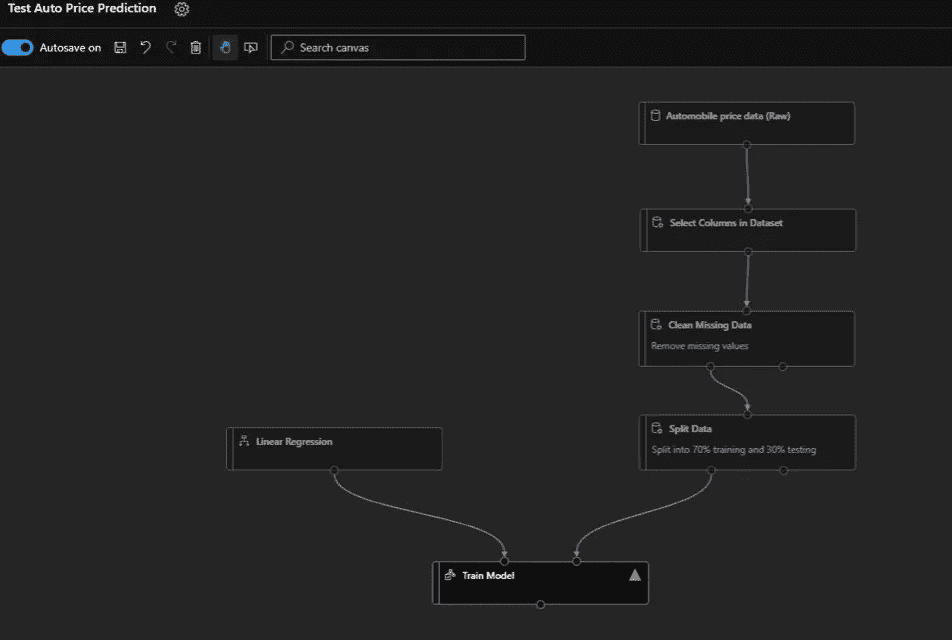 Test Auto Price Prediction
Autosave on
Search canvas
Automobile price data (Raw)
Select Columns in Dataset
Clean Missing Data
Remove missing values
Split Data
Split into 70% training and 30% testing
Linear Regression
Train Model